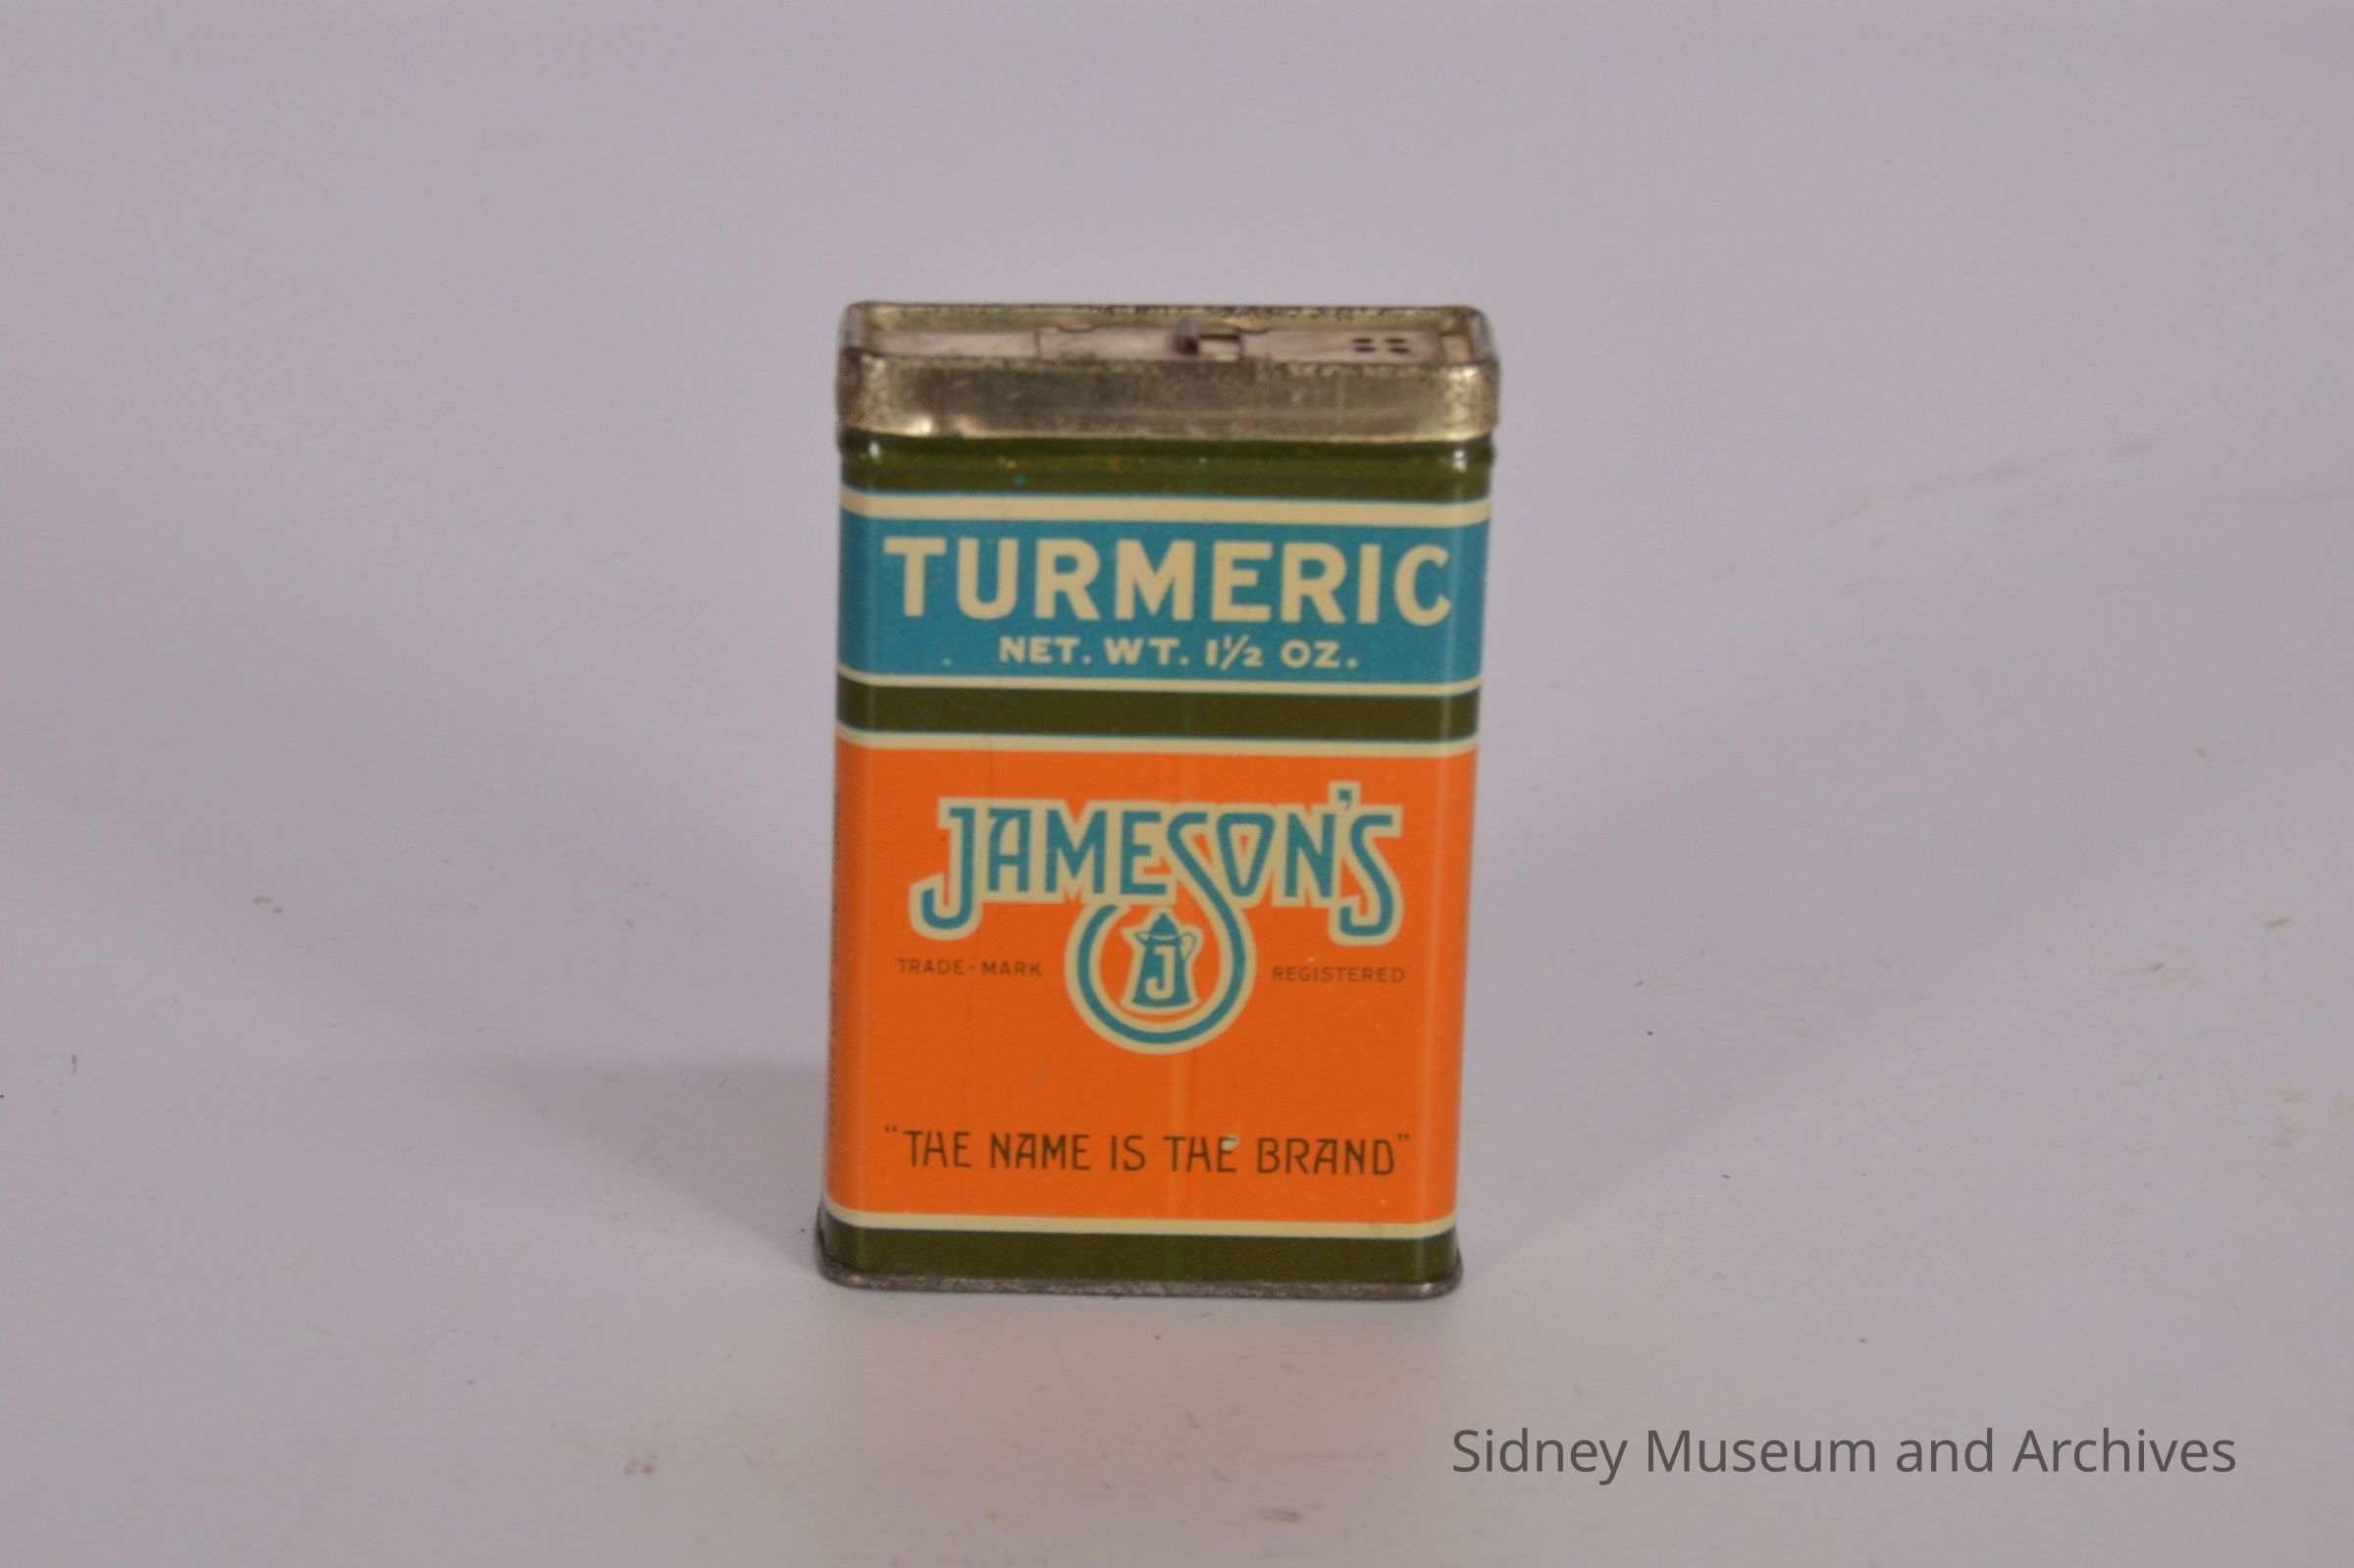 TURMERIC
NET. WT. 1½ OZ.
JAMESON'S
J
TRADE-MARK REGISTERED
"THE NAME IS THE BRAND"
Sidney Museum and Archives